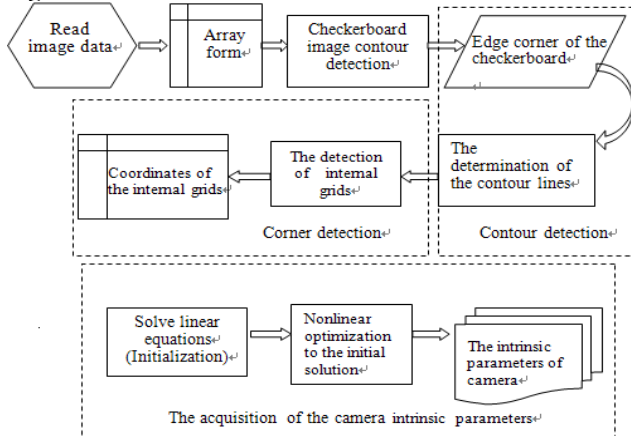 Read
image data
Array
form
Checkerboard
image contour
detection
Edge corner of the
checkerboard
The
determination of
the contour lines
The detection
of internal
grids
Coordinates of
the internal grids
Corner detection
Contour detection
Solve linear
equations
(Initialization)
Nonlinear
optimization
to the initial
solution
The intrinsic
parameters of
camera
The acquisition of the camera intrinsic parameters